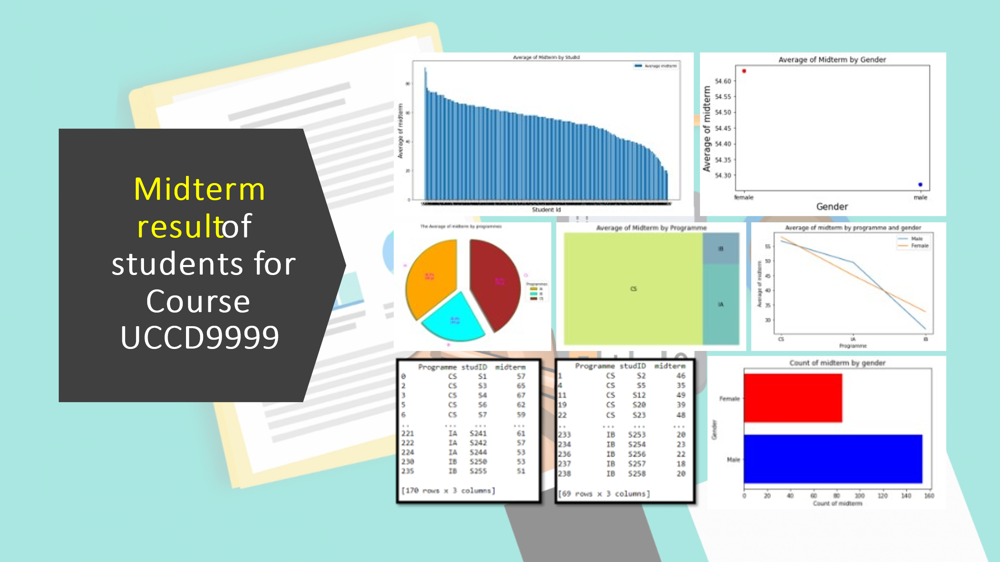 Midterm
result of
students for
Course
UCCD9999
Average of Midterm by StudId
Average midterm
Average of midterm
80
60
40
20
0
Student Id
Average of Midterm by Gender
Average of midterm
54.60
54.55
54.50
54.45
54.40
54.35
54.30
female male
Gender
The Average of midterm by programmes
Programmes
IA
IB
CS
Average of Midterm by Programme
CS
IB
IA
Average of midterm by programme and gender
Male
Female
Average of midterm
55
50
45
40
35
30
CS IA IB
Programme
Programme studID midterm
0 CS S1 57
2 CS S3 65
3 CS S4 67
5 CS S6 62
6 CS S7 59
.. ... ... ...
221 IA S241 61
222 IA S242 57
224 IA S244 53
230 IB S250 53
235 IB S255 51
[170 rows x 3 columns]
Programme studID midterm
1 CS S2 46
4 CS S5 35
11 CS S12 49
19 CS S20 39
22 CS S23 48
.. ... ... ...
233 IB S253 20
234 IB S254 23
236 IB S256 22
237 IB S257 18
238 IB S258 20
[69 rows x 3 columns]
Count of midterm by gender
Gender
Female
Male
0 20 40 60 80 100 120 140 160
Count of midterm